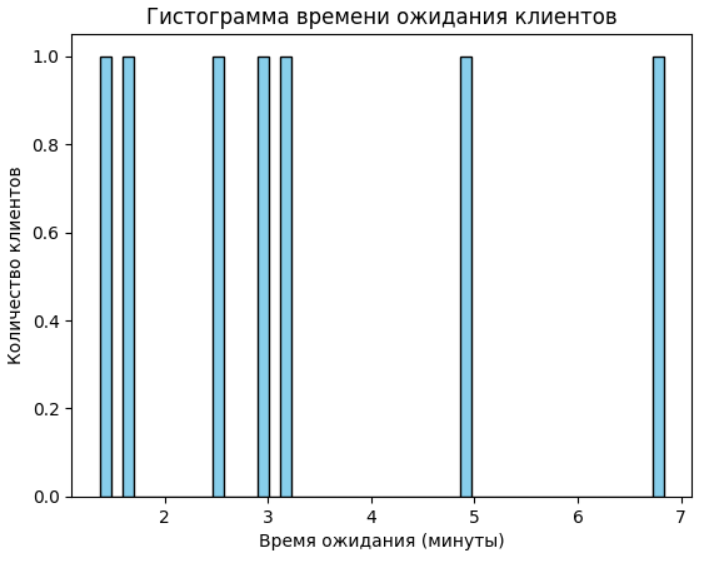 Гистограмма времени ожидания клиентов
Количество клиентов
1.0
0.8
0.6
0.4
0.2
0.0
2 3 4 5 6 7
Время ожидания (минуты)